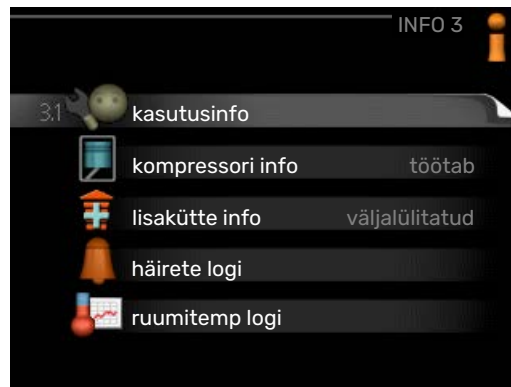 INFO 3
3.1 kasutusinfo
kompressori info töötab
lisakütte info väljalülitatud
häirete logi
ruumitemp logi